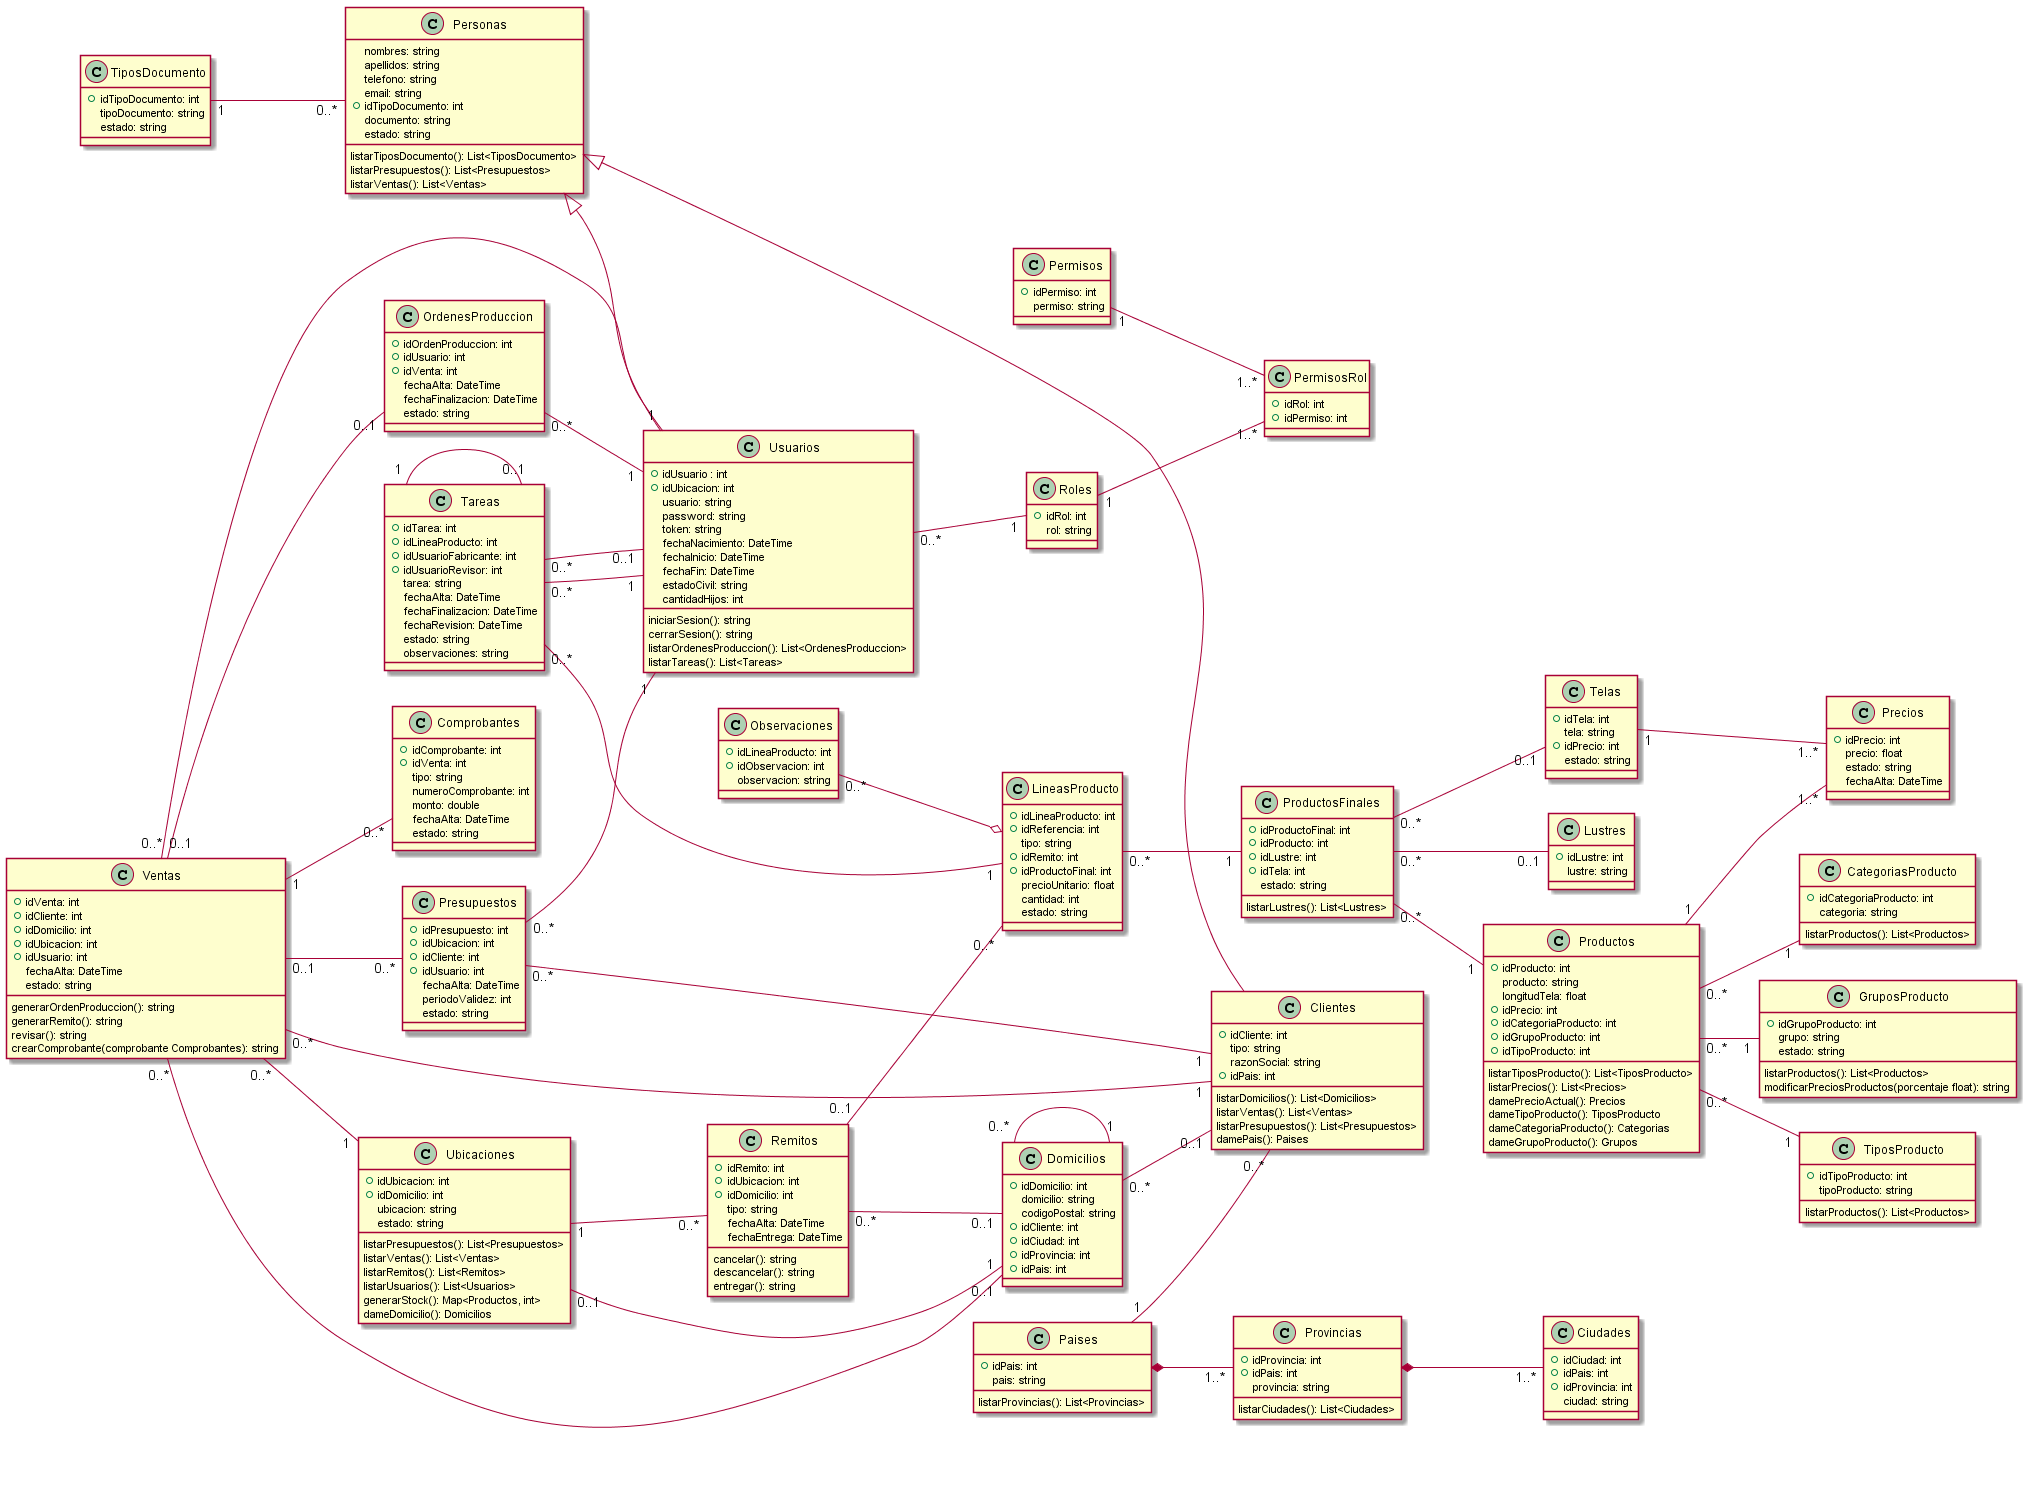 Personas
nombres: string
apellidos: string
telefono: string
email: string
idTipoDocumento: int
documento: string
estado: string
listarTiposDocumento(): List<TiposDocumento>
listarPresupuestos(): List<Presupuestos>
listarVentas(): List<Ventas>
TiposDocumento
idTipoDocumento: int
tipoDocumento: string
estado: string
1
0..*
Permisos
idPermiso: int
permiso: string
1
1..*
PermisosRol
idRol: int
idPermiso: int
1..*
Roles
idRol: int
rol: string
1
1
0..*
OrdenesProduccion
idOrdenProduccion: int
idUsuario: int
idVenta: int
fechaAlta: DateTime
fechaFinalizacion: DateTime
estado: string
0..1
0..*
1
1
Usuarios
idUsuario : int
idUbicacion: int
usuario: string
password: string
token: string
fechaNacimiento: DateTime
fechaInicio: DateTime
fechaFin: DateTime
estadoCivil: string
cantidadHijos: int
iniciarSesion(): string
cerrarSesion(): string
listarOrdenesProduccion(): List<OrdenesProduccion>
listarTareas(): List<Tareas>
1
0..1
Tareas
idTarea: int
idLineaProducto: int
idUsuarioFabricante: int
idUsuarioRevisor: int
tarea: string
fechaAlta: DateTime
fechaFinalizacion: DateTime
fechaRevision: DateTime
estado: string
observaciones: string
0..*
0..1
0..*
1
0..*
1
Comprobantes
idComprobante: int
idVenta: int
tipo: string
numeroComprobante: int
monto: double
fechaAlta: DateTime
estado: string
0..*
Observaciones
idLineaProducto: int
idObservacion: int
observacion: string
0..*
LineasProducto
idLineaProducto: int
idReferencia: int
tipo: string
idRemito: int
idProductoFinal: int
precioUnitario: float
cantidad: int
estado: string
1
0..*
0..*
1
ProductosFinales
idProductoFinal: int
idProducto: int
idLustre: int
idTela: int
estado: string
listarLustres(): List<Lustres>
0..*
0..*
0..*
Telas
idTela: int
tela: string
idPrecio: int
estado: string
0..1
1
1..*
Precios
idPrecio: int
precio: float
estado: string
fechaAlta: DateTime
1..*
Lustres
idLustre: int
lustre: string
0..1
CategoriasProducto
idCategoriaProducto: int
categoria: string
listarProductos(): List<Productos>
1
Productos
idProducto: int
producto: string
longitudTela: float
idPrecio: int
idCategoriaProducto: int
idGrupoProducto: int
idTipoProducto: int
listarTiposProducto(): List<TiposProducto>
listarPrecios(): List<Precios>
damePrecioActual(): Precios
dameTipoProducto(): TiposProducto
dameCategoriaProducto(): Categorias
dameGrupoProducto(): Grupos
1
1
0..*
0..*
0..*
GruposProducto
idGrupoProducto: int
grupo: string
estado: string
listarProductos(): List<Productos>
modificarPreciosProductos(porcentaje float): string
1
TiposProducto
idTipoProducto: int
tipoProducto: string
listarProductos(): List<Productos>
1
Ventas
idVenta: int
idCliente: int
idDomicilio: int
idUbicacion: int
idUsuario: int
fechaAlta: DateTime
estado: string
generarOrdenProduccion(): string
generarRemito(): string
revisar(): string
crearComprobante(comprobante Comprobantes): string
0..*
0..1
1
0..1
0..*
0..*
0..*
Presupuestos
idPresupuesto: int
idUbicacion: int
idCliente: int
idUsuario: int
fechaAlta: DateTime
periodoValidez: int
estado: string
0..*
0..*
0..*
Clientes
idCliente: int
tipo: string
razonSocial: string
idPais: int
listarDomicilios(): List<Domicilios>
listarVentas(): List<Ventas>
listarPresupuestos(): List<Presupuestos>
damePais(): Paises
1
1
0..1
0..*
Ubicaciones
idUbicacion: int
idDomicilio: int
ubicacion: string
estado: string
listarPresupuestos(): List<Presupuestos>
listarVentas(): List<Ventas>
listarRemitos(): List<Remitos>
listarUsuarios(): List<Usuarios>
generarStock(): Map<Productos, int>
dameDomicilio(): Domicilios
1
1
0..1
Remitos
idRemito: int
idUbicacion: int
idDomicilio: int
tipo: string
fechaAlta: DateTime
fechaEntrega: DateTime
cancelar(): string
descancelar(): string
entregar(): string
0..1
0..*
0..*
Domicilios
idDomicilio: int
domicilio: string
codigoPostal: string
idCliente: int
idCiudad: int
idProvincia: int
idPais: int
0..*
1
0..*
0..1
1
0..1
Paises
idPais: int
pais: string
listarProvincias(): List<Provincias>
1
1..*
Provincias
idProvincia: int
idPais: int
provincia: string
listarCiudades(): List<Ciudades>
1..*
Ciudades
idCiudad: int
idPais: int
idProvincia: int
ciudad: string